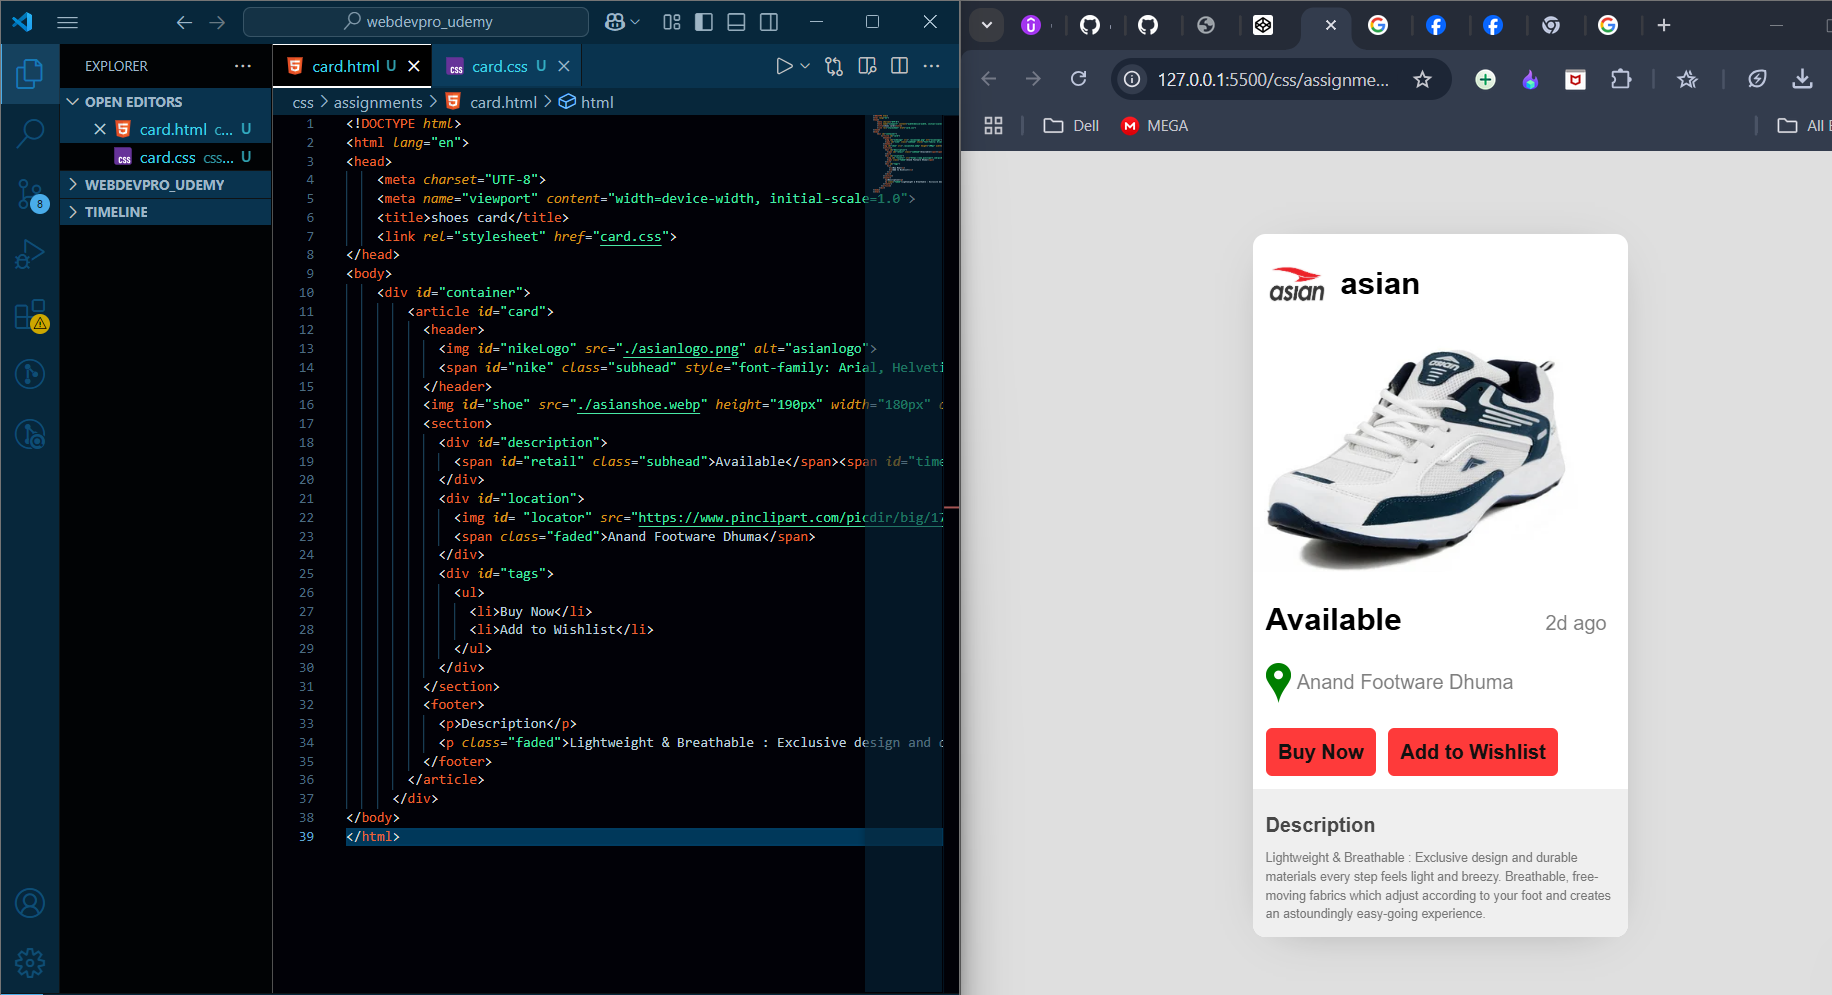 webdevpro_udemy
EXPLORER
OPEN EDITORS
card.html c... U
card.css css... U
WEBDEVPRO_UDEMY
TIMELINE
8
card.html U
card.css U
css > assignments > card.html > html
1 <!DOCTYPE html>
2 <html lang="en">
3 <head>
4 <meta charset="UTF-8">
5 <meta name="viewport" content="width=device-width, initial-scale=1.0">
6 <title>shoes card</title>
7 <link rel="stylesheet" href="card.css">
8 </head>
9 <body>
10 <div id="container">
11 <article id="card">
12 <header>
13 <img id="nikeLogo" src="./asianlogo.png" alt="asianlogo">
14 <span id="nike" class="subhead" style="font-family: Arial, Helveti
15 </header>
16 <img id="shoe" src="./asianshoe.webp" height="190px" width="180px"
17 <section>
18 <div id="description">
19 <span id="retail" class="subhead">Available</span><span id="time
20 </div>
21 <div id="location">
22 <img id= "locator" src="https://www.pinclipart.com/picdir/big/17
23 <span class="faded">Anand Footware Dhuma</span>
24 </div>
25 <div id="tags">
26 <ul>
27 <li>Buy Now</li>
28 <li>Add to Wishlist</li>
29 </ul>
30 </div>
31 </section>
32 <footer>
33 <p>Description</p>
34 <p class="faded">Lightweight & Breathable : Exclusive design and
35 </footer>
36 </article>
37 </div>
38 </body>
39 </html>
127.0.0.1:5500/css/assignme...
Dell
MEGA
All
asian
asian
asian
Available
2d ago
Anand Footware Dhuma
Buy Now
Add to Wishlist
Description
Lightweight & Breathable : Exclusive design and durable
materials every step feels light and breezy. Breathable, free-
moving fabrics which adjust according to your foot and creates
an astoundingly easy-going experience.